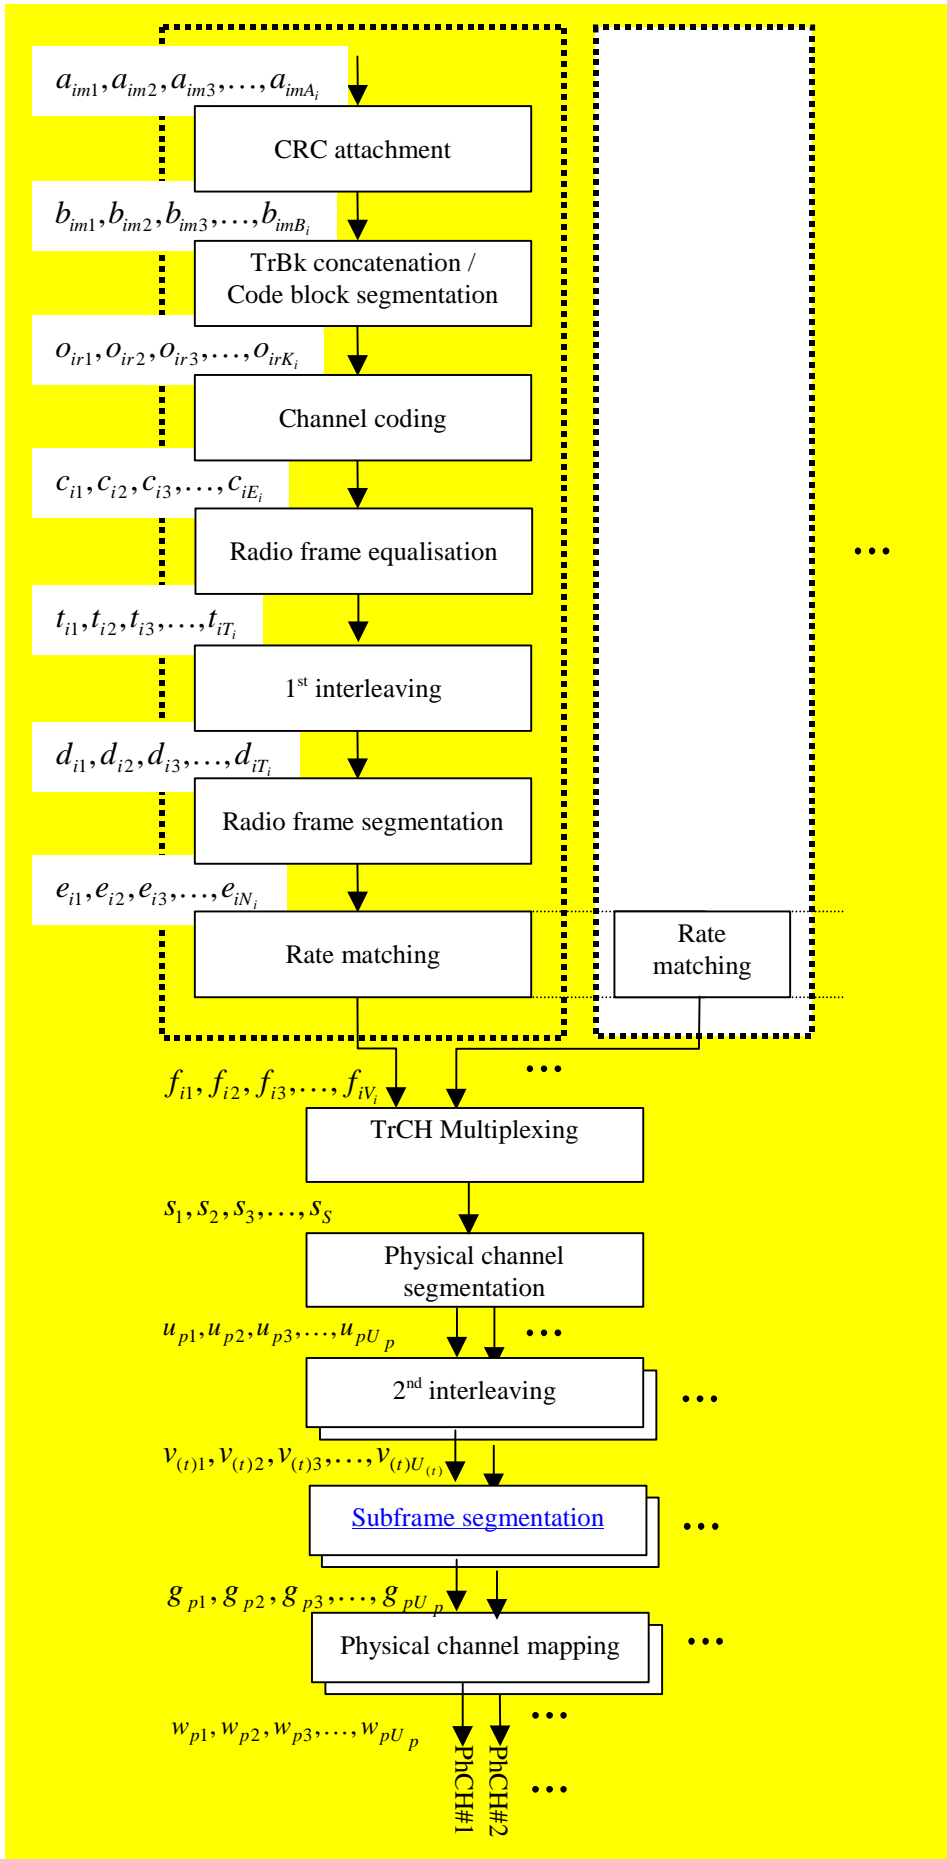 a_{im1}, a_{im2}, a_{im3}, …, a_{imA_i}
CRC attachment
b_{im1}, b_{im2}, b_{im3}, …, b_{imB_i}
TrBk concatenation /
Code block segmentation
o_{ir1}, o_{ir2}, o_{ir3}, …, o_{irK_i}
Channel coding
c_{i1}, c_{i2}, c_{i3}, …, c_{iE_i}
Radio frame equalisation
...
t_{i1}, t_{i2}, t_{i3}, …, t_{iT_i}
1st interleaving
d_{i1}, d_{i2}, d_{i3}, …, d_{iT_i}
Radio frame segmentation
e_{i1}, e_{i2}, e_{i3}, …, e_{iN_i}
Rate matching
Rate
matching
...
f_{i1}, f_{i2}, f_{i3}, …, f_{iV_i}
TrCH Multiplexing
s_1, s_2, s_3, …, s_S
Physical channel
segmentation
u_{p1}, u_{p2}, u_{p3}, …, u_{pU_p}
...
2nd interleaving
...
v_{(t)1}, v_{(t)2}, v_{(t)3}, …, v_{(t)U_{(t)}}
Subframe segmentation
...
g_{p1}, g_{p2}, g_{p3}, …, g_{pU_p}
Physical channel mapping
...
w_{p1}, w_{p2}, w_{p3}, …, w_{pU_p}
...
PhCH#1
PhCH#2
...